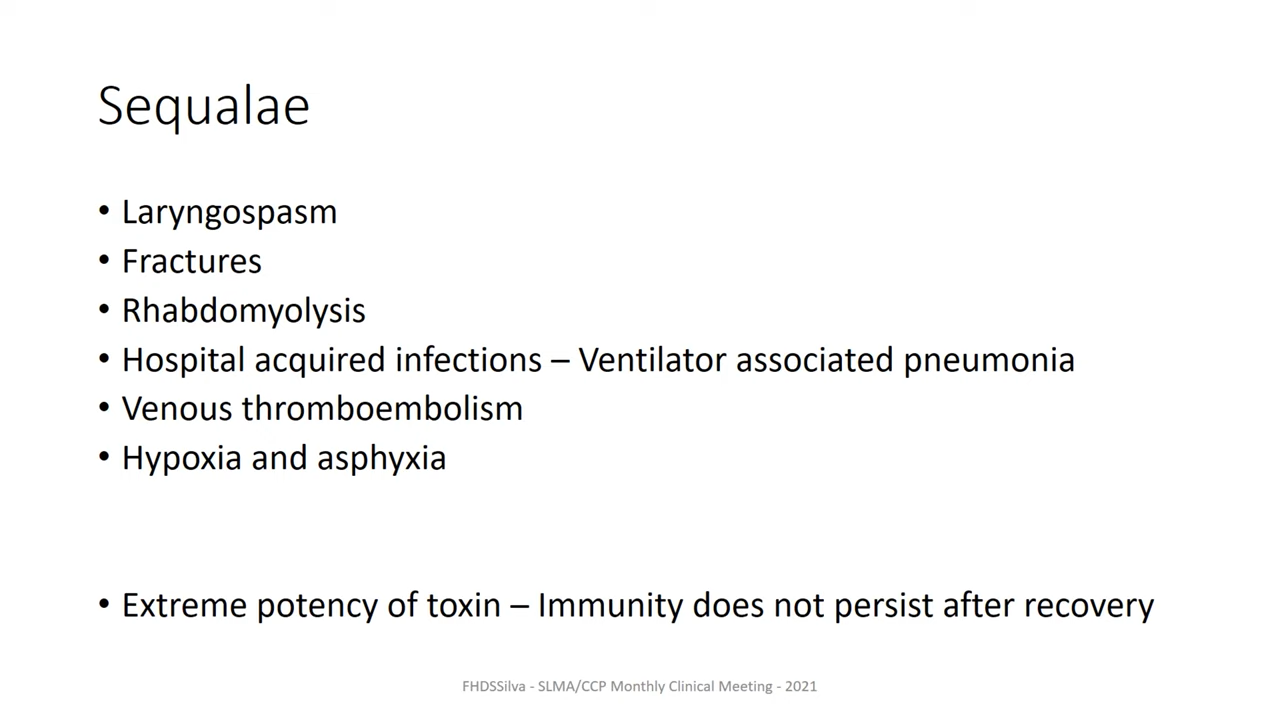 Sequalae
• Laryngospasm
• Fractures
• Rhabdomyolysis
• Hospital acquired infections – Ventilator associated pneumonia
• Venous thromboembolism
• Hypoxia and asphyxia
• Extreme potency of toxin – Immunity does not persist after recovery
FHDSSilva - SLMA/CCP Monthly Clinical Meeting - 2021